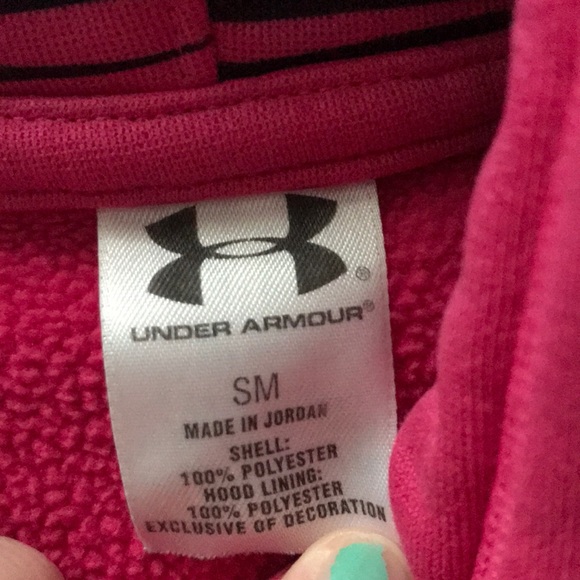 ®
UNDER ARMOUR®
SM
MADE IN JORDAN
SHELL:
100% POLYESTER
HOOD LINING:
100% POLYESTER
EXCLUSIVE OF DECORATION